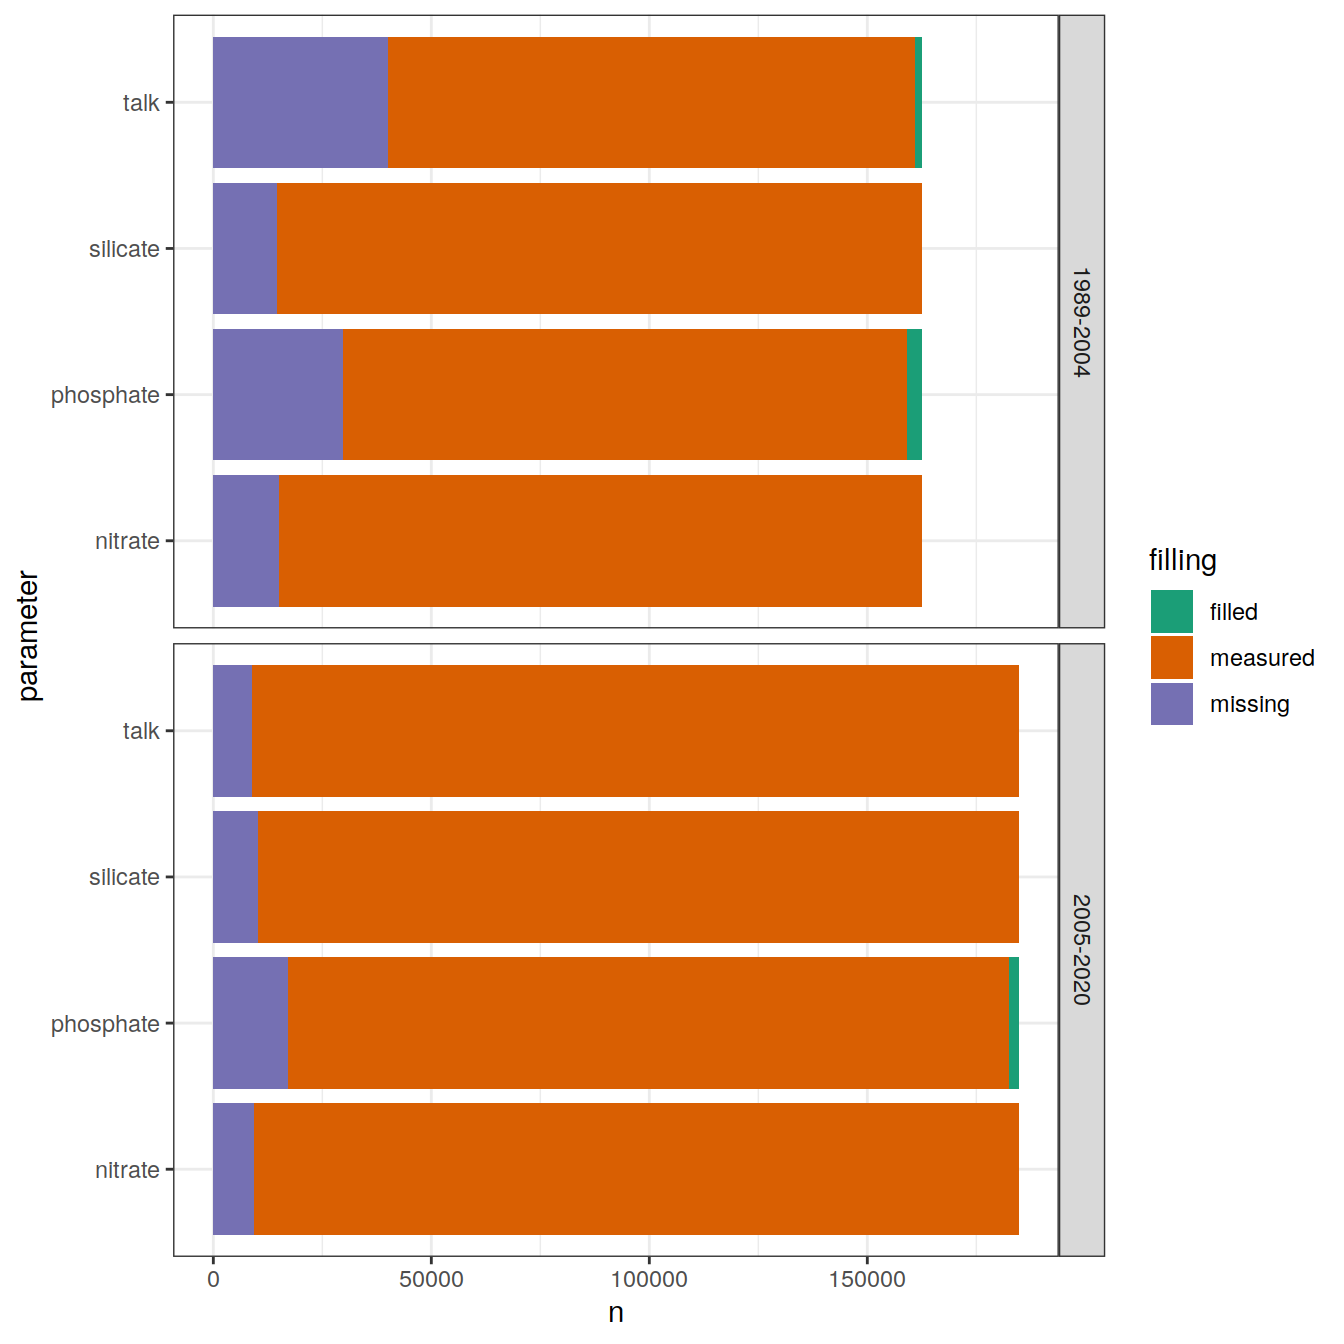 talk
silicate
phosphate
nitrate
1989-2004
talk
silicate
phosphate
nitrate
2005-2020
0 50000 100000 150000
n
parameter
filling
filled
measured
missing